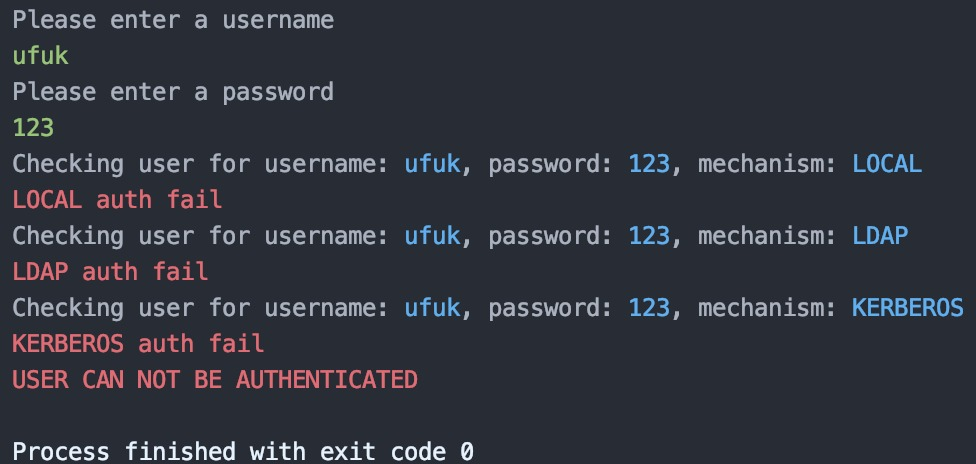 Please enter a username
ufuk
Please enter a password
123
Checking user for username: ufuk, password: 123, mechanism: LOCAL
LOCAL auth fail
Checking user for username: ufuk, password: 123, mechanism: LDAP
LDAP auth fail
Checking user for username: ufuk, password: 123, mechanism: KERBEROS
KERBEROS auth fail
USER CAN NOT BE AUTHENTICATED
Process finished with exit code 0